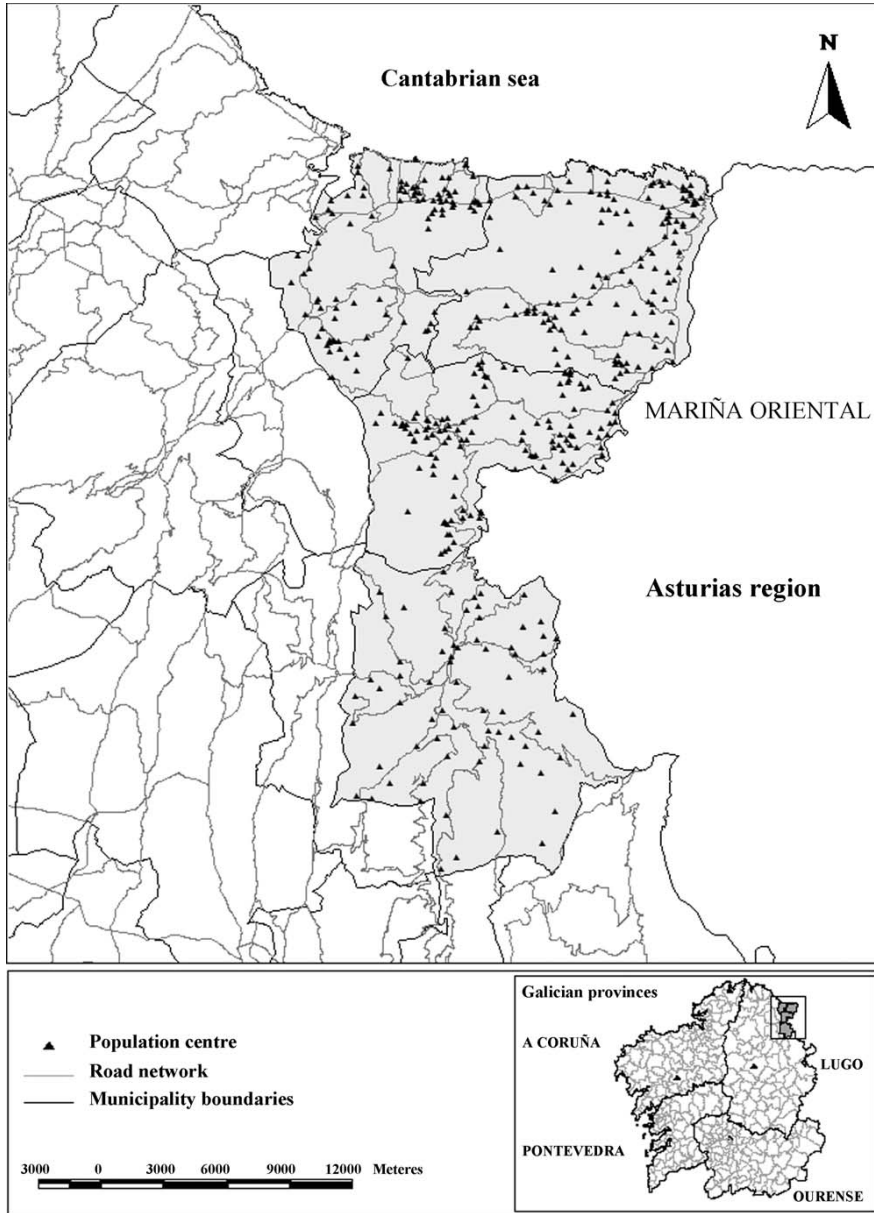 Cantabrian sea
N
MARIÑA ORIENTAL
Asturias region
Population centre
Road network
Municipality boundaries
3000 0 3000 6000 9000 12000 Meteres
Galician provinces
A CORUÑA
LUGO
PONTEVEDRA
OURENSE